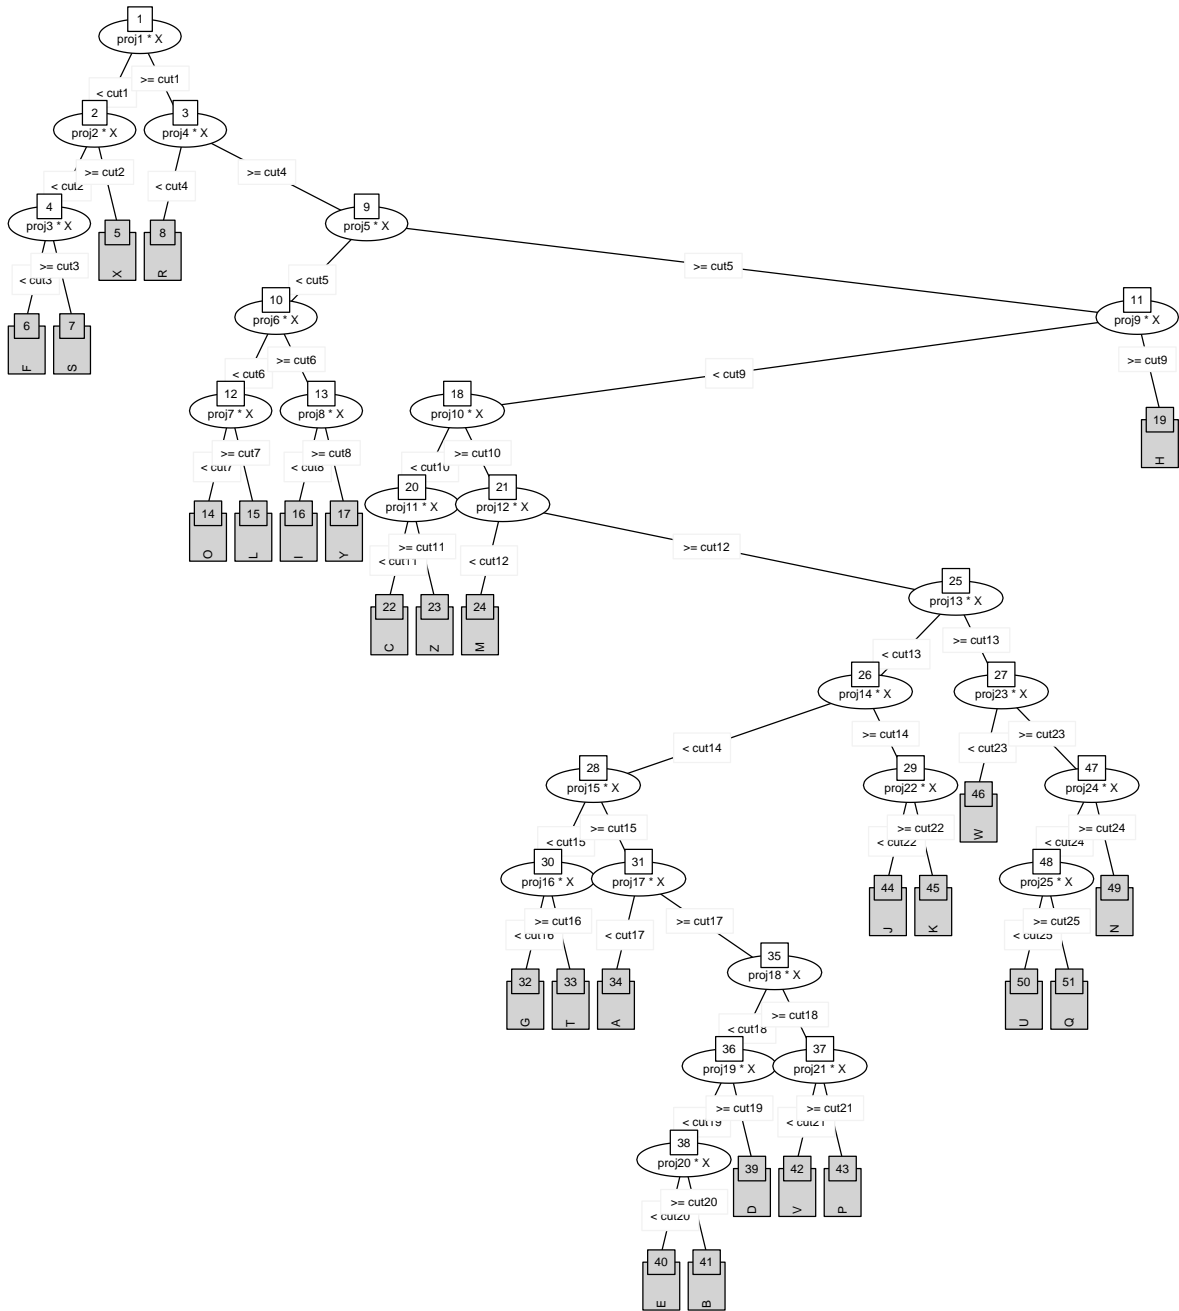 1
proj1 * X
< cut1
>= cut1
2
proj2 * X
3
proj4 * X
< cut2
>= cut2
< cut4
>= cut4
4
proj3 * X
5
X
8
R
9
proj5 * X
< cut3
>= cut3
< cut5
>= cut5
6
F
7
S
10
proj6 * X
11
proj9 * X
< cut6
>= cut6
< cut9
>= cut9
12
proj7 * X
13
proj8 * X
18
proj10 * X
19
H
< cut7
>= cut7
< cut8
>= cut8
< cut10
>= cut10
14
O
15
L
16
I
17
Y
20
proj11 * X
21
proj12 * X
< cut11
>= cut11
< cut12
>= cut12
22
C
23
Z
24
M
25
proj13 * X
< cut13
>= cut13
26
proj14 * X
27
proj23 * X
< cut14
>= cut14
< cut23
>= cut23
28
proj15 * X
29
proj22 * X
46
W
47
proj24 * X
< cut15
>= cut15
< cut22
>= cut22
< cut24
>= cut24
30
proj16 * X
31
proj17 * X
44
J
45
K
48
proj25 * X
49
N
< cut16
>= cut16
< cut17
>= cut17
< cut25
>= cut25
32
G
33
T
34
A
35
proj18 * X
50
U
51
Q
< cut18
>= cut18
36
proj19 * X
37
proj21 * X
< cut19
>= cut19
< cut21
>= cut21
38
proj20 * X
39
D
42
V
43
P
< cut20
>= cut20
40
E
41
B